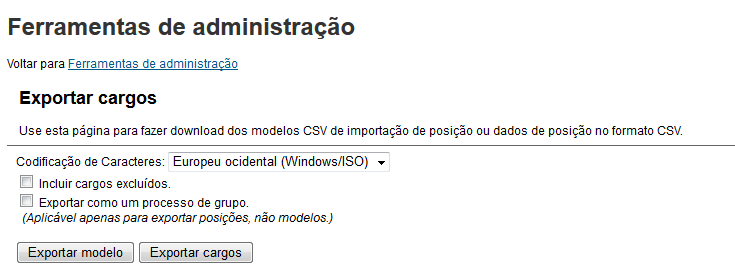 Ferramentas de administração
Voltar para Ferramentas de administração
Exportar cargos
Use esta página para fazer download dos modelos CSV de importação de posição ou dados de posição no formato CSV.
Codificação de Caracteres: Europeu ocidental (Windows/ISO)
Incluir cargos excluídos.
Exportar como um processo de grupo.
(Aplicável apenas para exportar posições, não modelos.)
Exportar modelo Exportar cargos